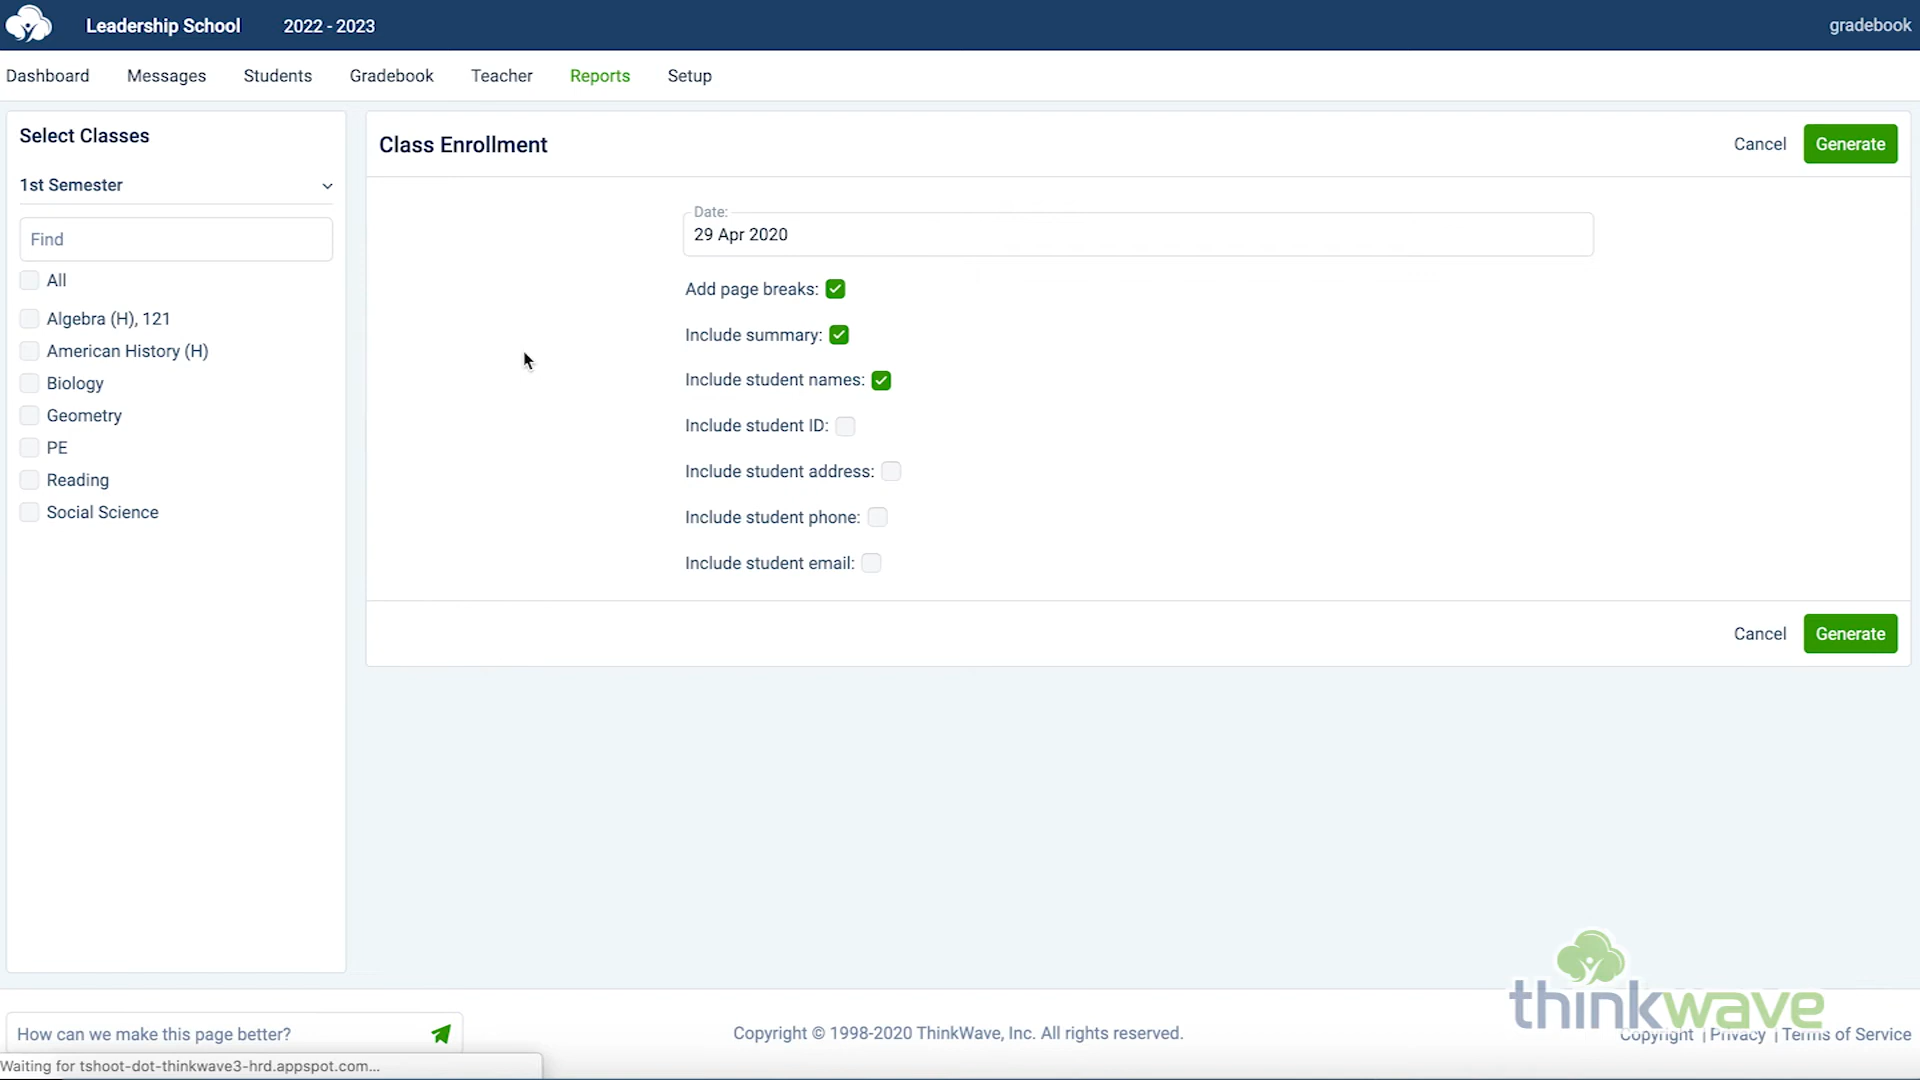 Leadership School 2022 - 2023 gradebook
Dashboard Messages Students Gradebook Teacher Reports Setup
Select Classes
1st Semester
Find
All
Algebra (H), 121
American History (H)
Biology
Geometry
PE
Reading
Social Science
Class Enrollment Cancel Generate
Date:
29 Apr 2020
Add page breaks:
Include summary:
Include student names:
Include student ID:
Include student address:
Include student phone:
Include student email:
Cancel Generate
thinkwave
How can we make this page better?
Copyright © 1998-2020 ThinkWave, Inc. All rights reserved.
Copyright | Privacy | Terms of Service
Waiting for tshoot-dot-thinkwave3-hrd.appspot.com...